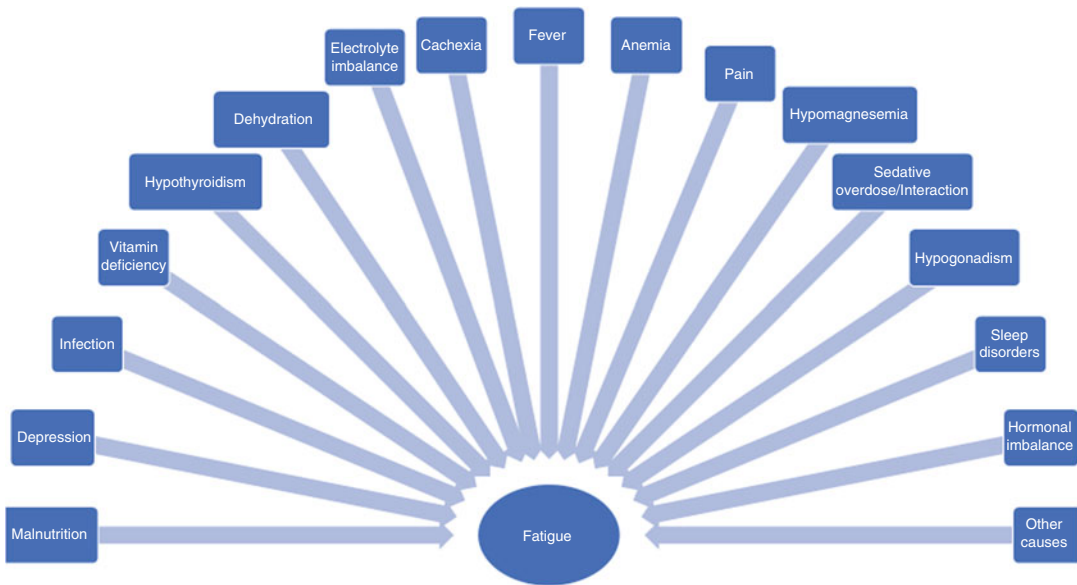 Fever
Cachexia
Anemia
Electrolyte
imbalance
Pain
Dehydration
Hypomagnesemia
Hypothyroidism
Sedative
overdose/Interaction
Vitamin
deficiency
Hypogonadism
Infection
Sleep
disorders
Depression
Hormonal
imbalance
Malnutrition
Fatigue
Other
causes